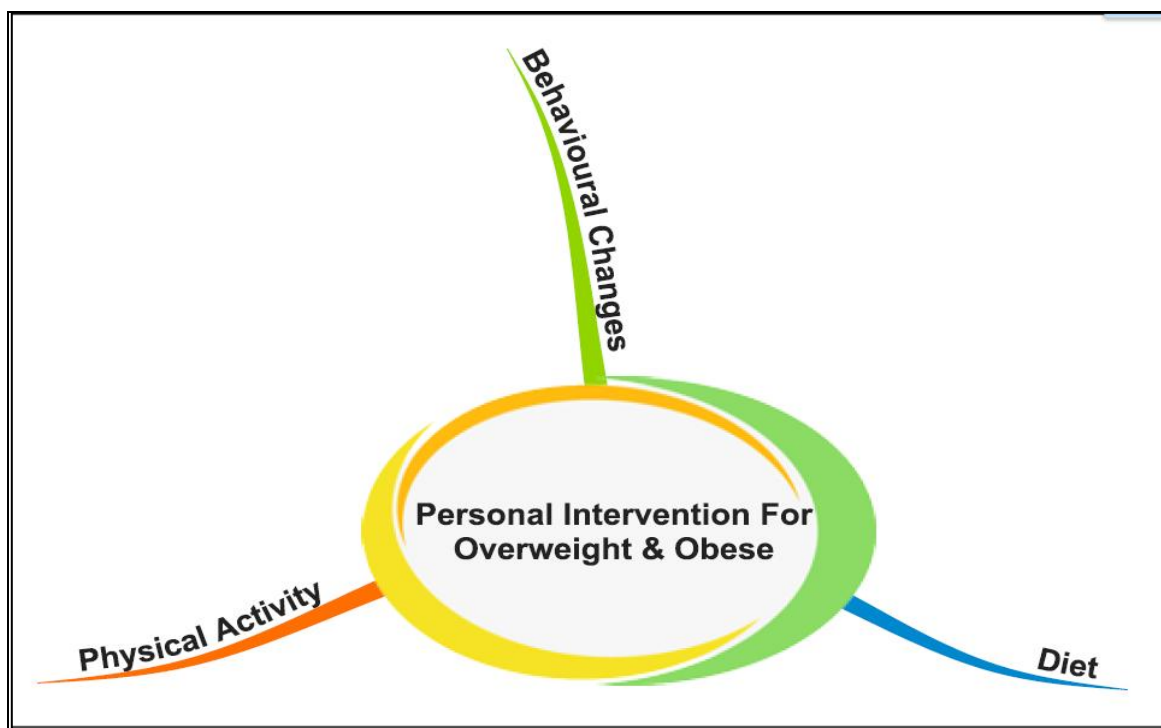 Behavioural Changes
Personal Intervention For
Overweight & Obese
Physical Activity
Diet